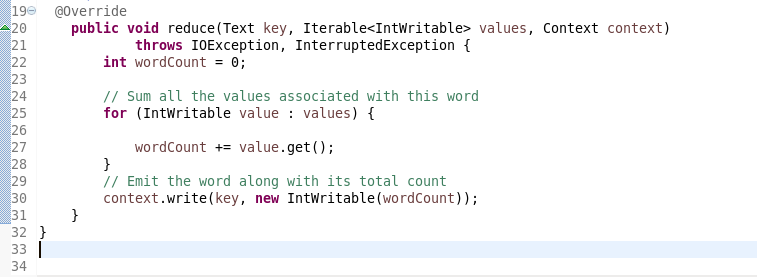 19 @Override
20 public void reduce(Text key, Iterable<IntWritable> values, Context context)
21 throws IOException, InterruptedException {
22 int wordCount = 0;
23
24 // Sum all the values associated with this word
25 for (IntWritable value : values) {
26
27 wordCount += value.get();
28 }
29 // Emit the word along with its total count
30 context.write(key, new IntWritable(wordCount));
31 }
32 }
33
34